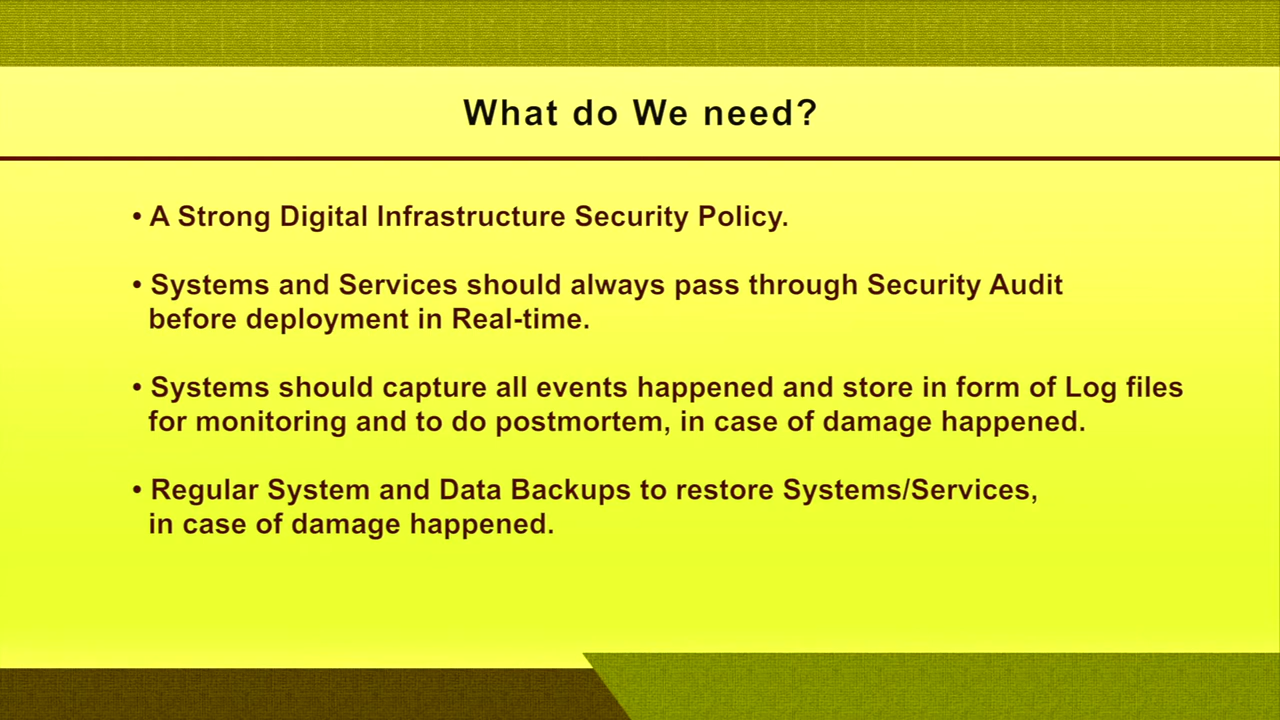 What do We need?
• A Strong Digital Infrastructure Security Policy.
• Systems and Services should always pass through Security Audit
before deployment in Real-time.
• Systems should capture all events happened and store in form of Log files
for monitoring and to do postmortem, in case of damage happened.
• Regular System and Data Backups to restore Systems/Services,
in case of damage happened.